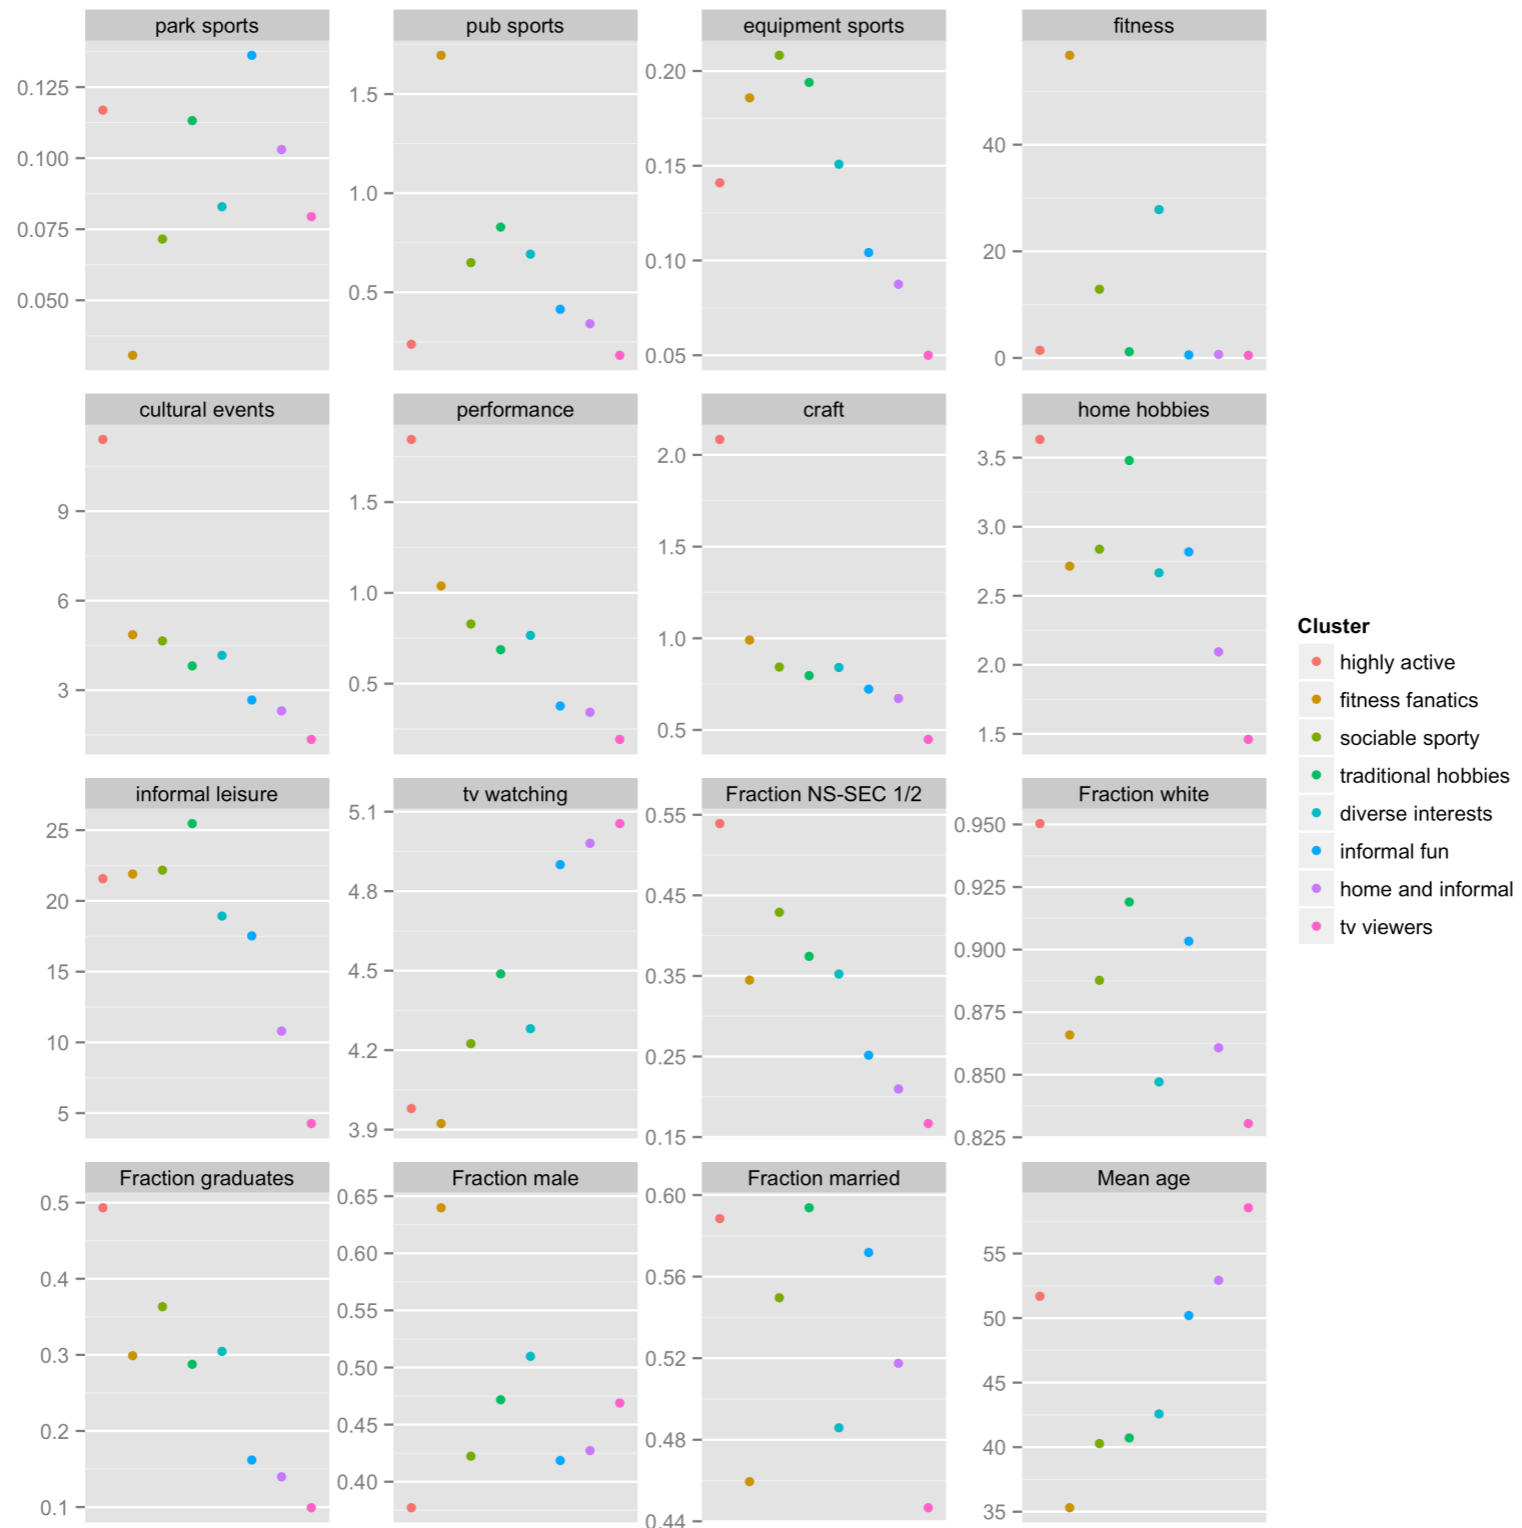 park sports
pub sports
equipment sports
fitness
0.125
0.100
0.075
0.050
1.5
1.0
0.5
0.20
0.15
0.10
0.05
40
20
0
cultural events
performance
craft
home hobbies
9
6
3
1.5
1.0
0.5
2.0
1.5
1.0
0.5
3.5
3.0
2.5
2.0
1.5
informal leisure
tv watching
Fraction NS-SEC 1/2
Fraction white
25
20
15
10
5
5.1
4.8
4.5
4.2
3.9
0.55
0.45
0.35
0.25
0.15
0.950
0.925
0.900
0.875
0.850
0.825
Fraction graduates
Fraction male
Fraction married
Mean age
0.5
0.4
0.3
0.2
0.1
0.65
0.60
0.55
0.50
0.45
0.40
0.60
0.56
0.52
0.48
0.44
55
50
45
40
35
Cluster
highly active
fitness fanatics
sociable sporty
traditional hobbies
diverse interests
informal fun
home and informal
tv viewers